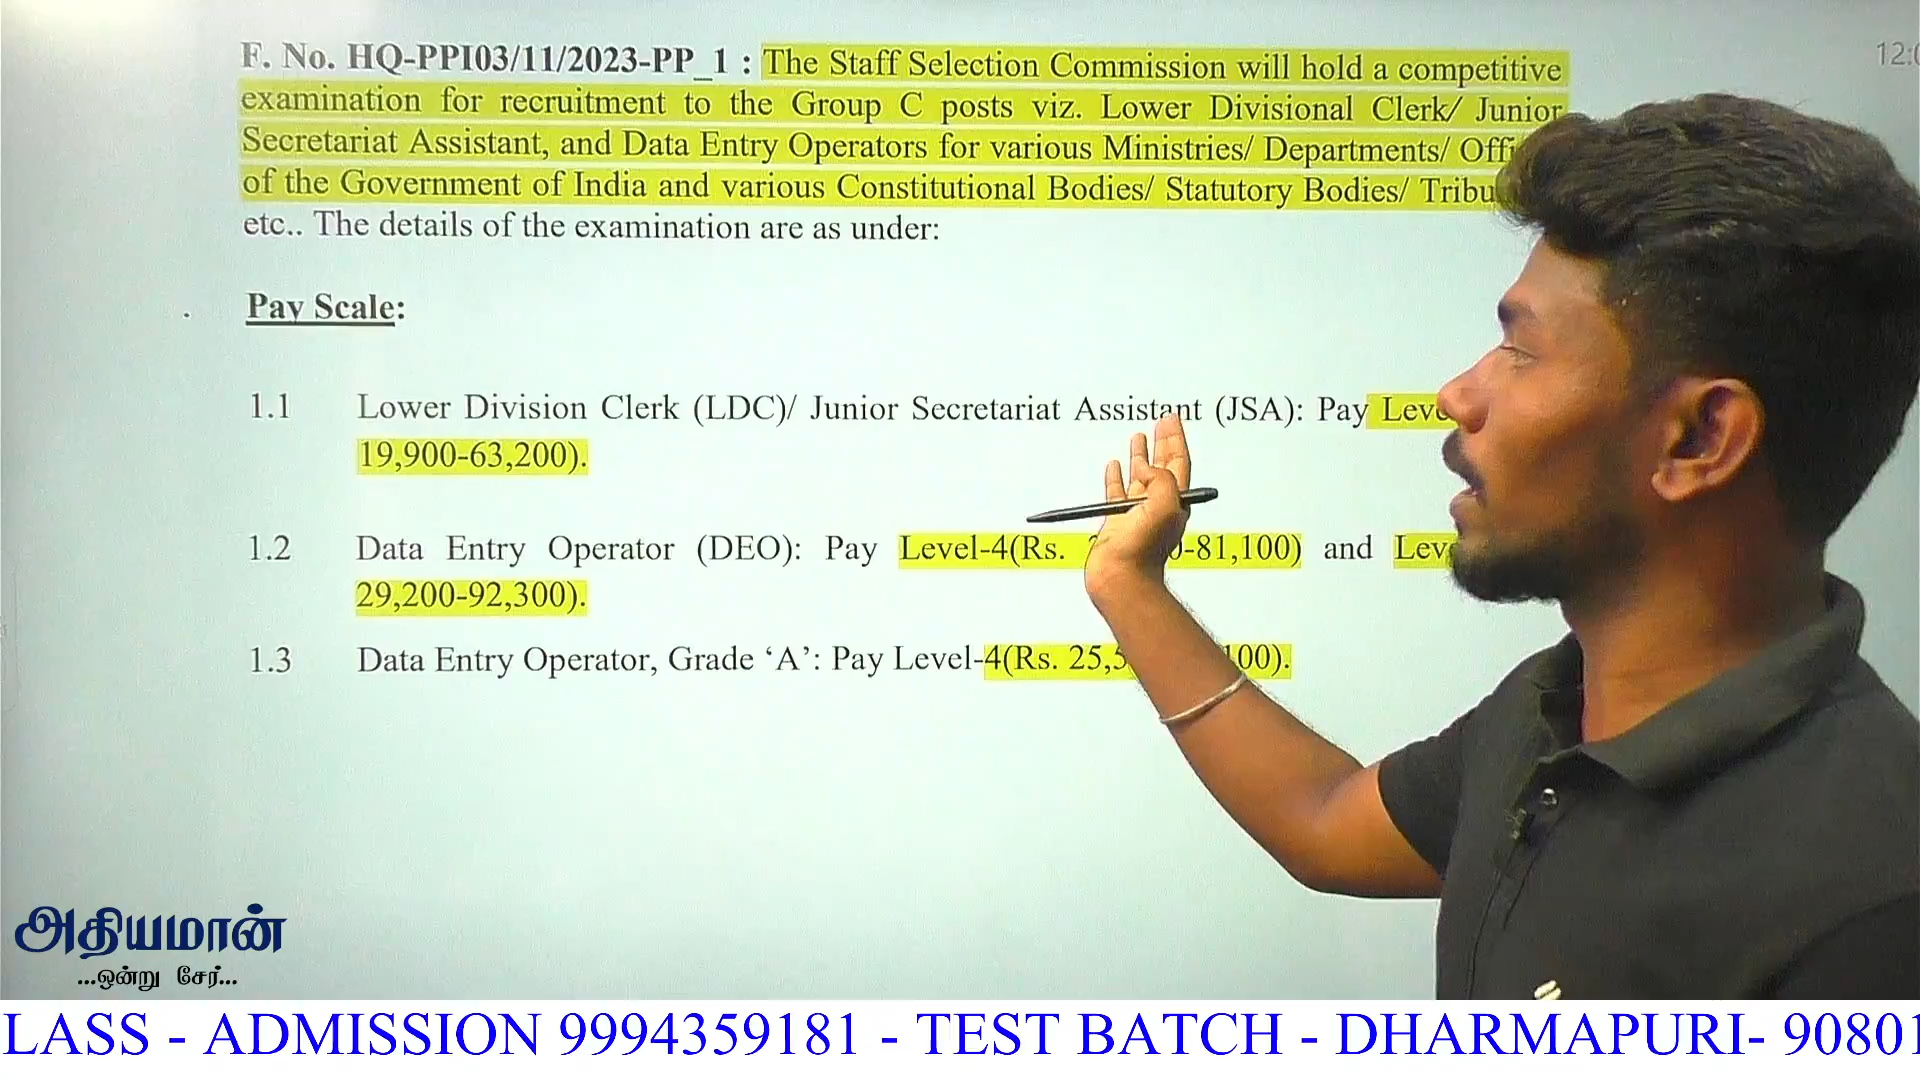 F. No. HQ-PPI03/11/2023-PP_1 : The Staff Selection Commission will hold a competitive
examination for recruitment to the Group C posts viz. Lower Divisional Clerk/ Junior
Secretariat Assistant, and Data Entry Operators for various Ministries/ Departments/
of the Government of India and various Constitutional Bodies/ Statutory Bodies/
etc.. The details of the examination are as under:
Pay Scale:
1.1 Lower Division Clerk (LDC)/ Junior Secretariat Assistant (JSA): Pay
19,900-63,200).
1.2 Data Entry Operator (DEO): Pay Level-4(Rs. -81,100) and
29,200-92,300).
1.3 Data Entry Operator, Grade ‘A’: Pay Level-4(Rs.
அதியமான்
...ஒன்று சேர்...
LASS - ADMISSION 9994359181 - TEST BATCH - DHARMAPURI- 9080